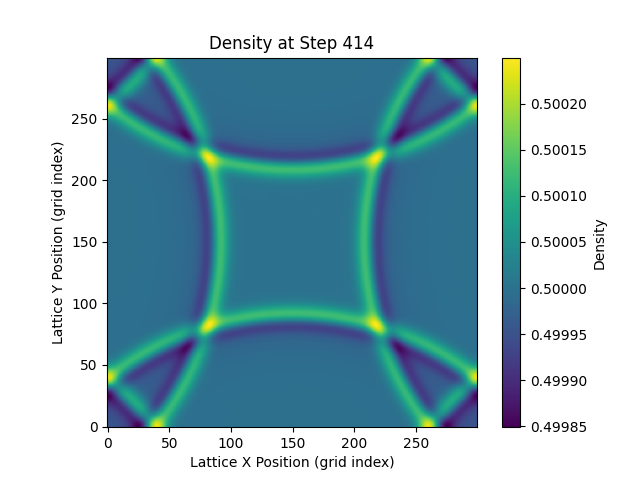 Density at Step 414
Lattice Y Position (grid index)
250
200
150
100
50
0
0 50 100 150 200 250
Lattice X Position (grid index)
0.50020
0.50015
0.50010
0.50005
0.50000
0.49995
0.49990
0.49985
Density